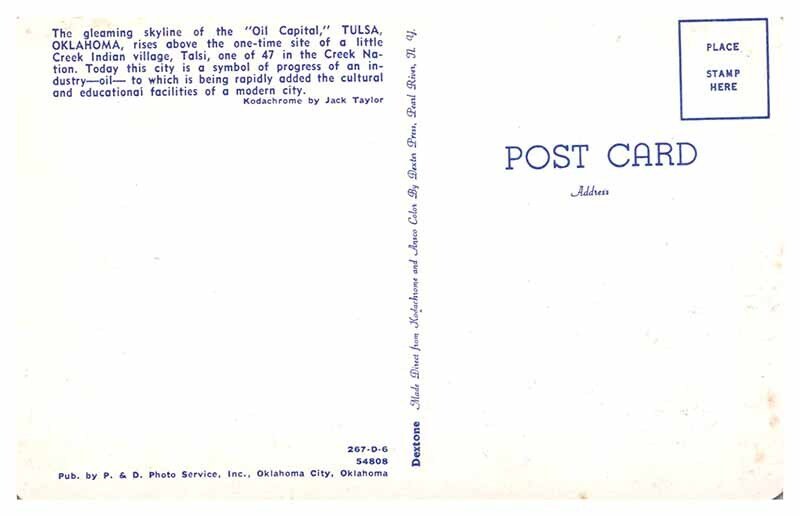 The gleaming skyline of the "Oil Capital," TULSA,
OKLAHOMA, rises above the one-time site of a little
Creek Indian village, Talsi, one of 47 in the Creek Na-
tion. Today this city is a symbol of progress of an in-
dustry—oil— to which is being rapidly added the cultural
and educational facilities of a modern city.
Kodachrome by Jack Taylor
267-D-6
54808
Pub. by P. & D. Photo Service, Inc., Oklahoma City, Oklahoma
Dextone Made Direct from Kodachrome and Ansco Color By Dexter Press, Pearl River, N. Y.
PLACE
STAMP
HERE
POST CARD
Address